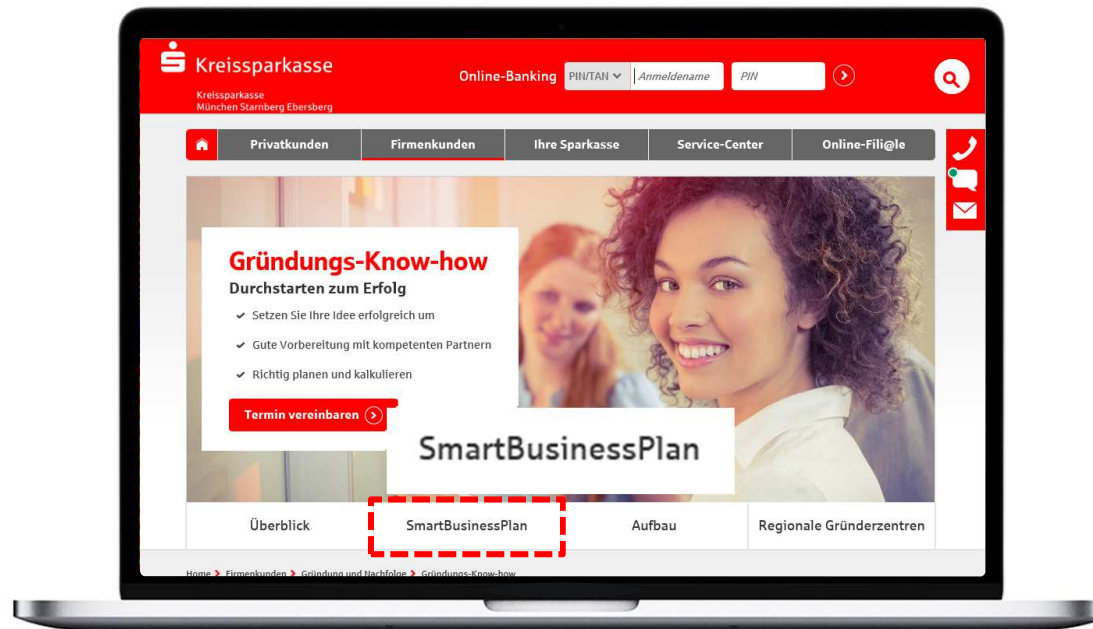 Kreissparkasse
Kreissparkasse
München Starnberg Ebersberg
Online-Banking PIN/TAN Anmeldename PIN
Privatkunden Firmenkunden Ihre Sparkasse Service-Center Online-Fili@le
Gründungs-Know-how
Durchstarten zum Erfolg
Setzen Sie Ihre Idee erfolgreich um
Gute Vorbereitung mit kompetenten Partnern
Richtig planen und kalkulieren
Termin vereinbaren
SmartBusinessPlan
Überblick SmartBusinessPlan Aufbau Regionale Gründerzentren
Home > Firmenkunden > Gründung und Nachfolge > Gründungs-Know-how